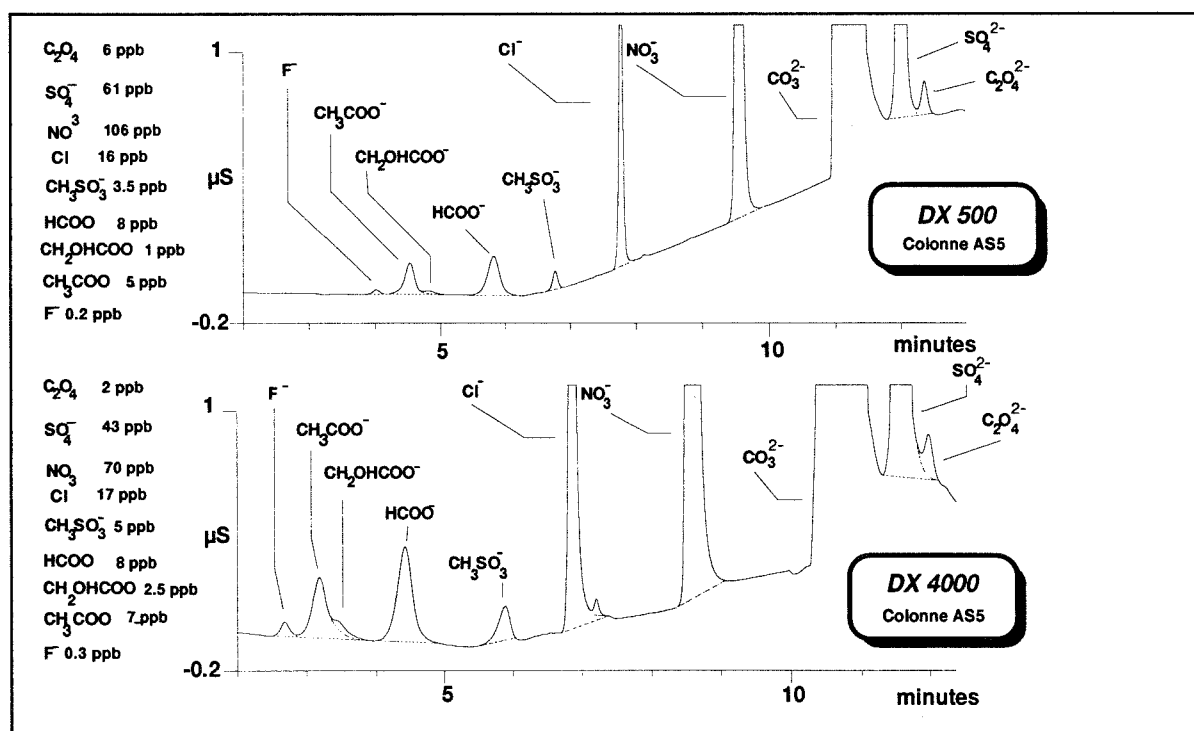 C₂O₄ 6 ppb
SO₄⁻ 61 ppb
NO³ 106 ppb
Cl 16 ppb
CH₃SO₃⁻ 3.5 ppb
HCOO 8 ppb
CH₂OHCOO 1 ppb
CH₃COO 5 ppb
F⁻ 0.2 ppb
1
µS
-0.2
F⁻
CH₃COO⁻
CH₂OHCOO⁻
HCOO⁻
CH₃SO₃⁻
Cl⁻
NO₃⁻
CO₃²⁻
SO₄²⁻
C₂O₄²⁻
DX 500
Colonne AS5
5
10
minutes
C₂O₄ 2 ppb
SO₄⁻ 43 ppb
NO₃ 70 ppb
Cl 17 ppb
CH₃SO₃⁻ 5 ppb
HCOO 8 ppb
CH₂OHCOO 2.5 ppb
CH₃COO 7 ppb
F⁻ 0.3 ppb
1
µS
-0.2
F⁻
CH₃COO⁻
CH₂OHCOO⁻
HCOO⁻
CH₃SO₃⁻
Cl⁻
NO₃⁻
CO₃²⁻
SO₄²⁻
C₂O₄²⁻
DX 4000
Colonne AS5
5
10
minutes